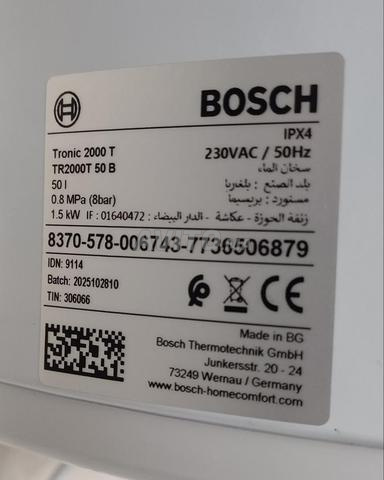 BOSCH
IPX4
Tronic 2000 T
230VAC / 50Hz
TR2000T 50 B
سخان الماء
50 l
بلد الصنع : بلغاريا
0.8 MPa (8bar)
مستورد : بريسيما
1.5 kW IF : 01640472 - زنقة الحوزة - عكاشة - الدار البيضاء :
8370-578-006743-7736506879
IDN: 9114
Batch: 2025102810
TIN: 306066
CE
Made in BG
Bosch Thermotechnik GmbH
Junkersstr. 20 - 24
73249 Wernau / Germany
www.bosch-homecomfort.com